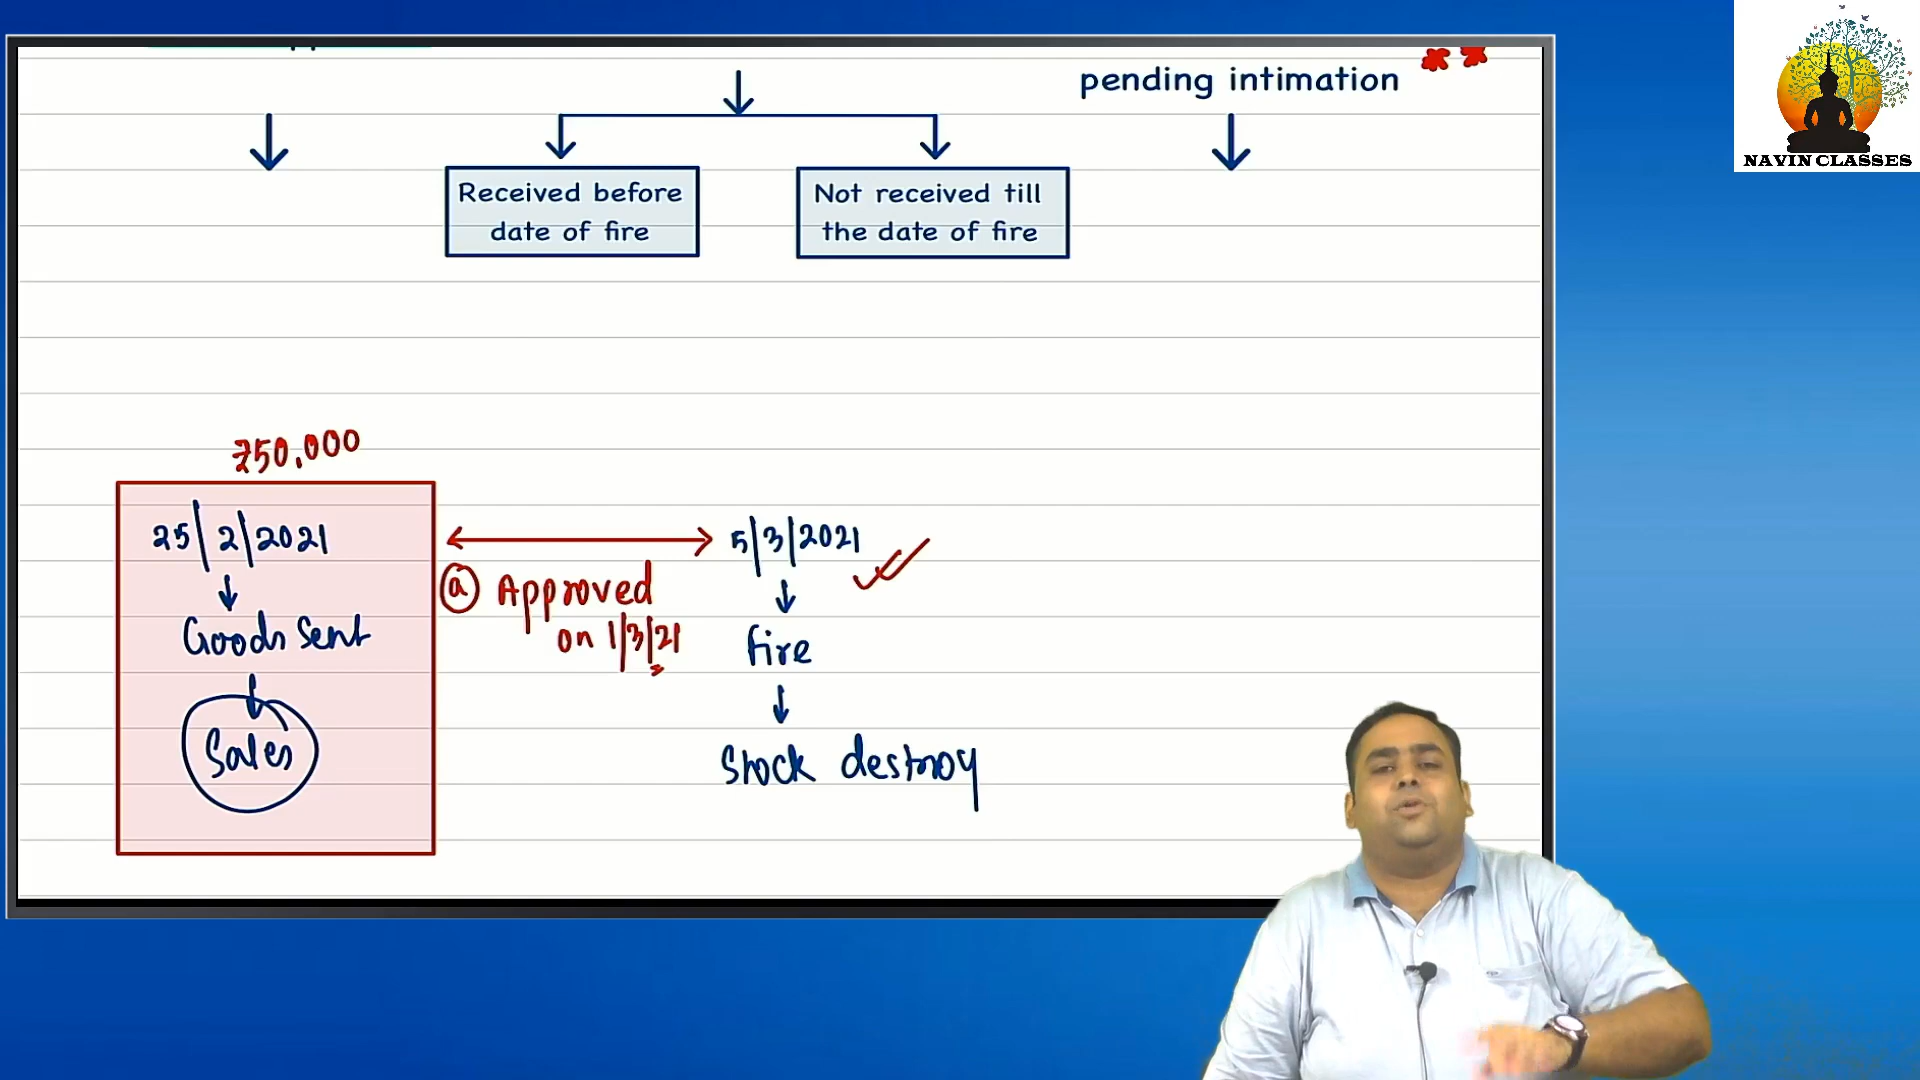 pending intimation
Received before
date of fire
Not received till
the date of fire
₹50,000
25/2/2021
Goods Sent
Sales
5/3/2021
(a) Approved
on 1/3/21
Fire
Stock destroy
NAVIN CLASSES